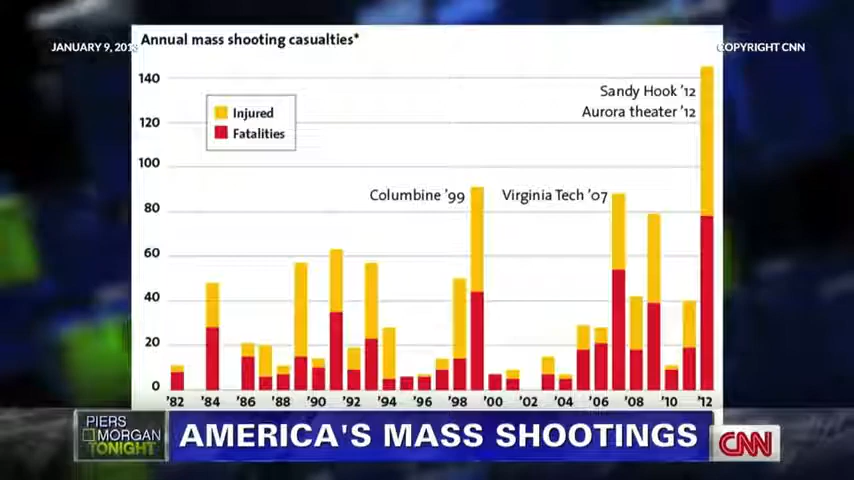 JANUARY 9, 2013
Annual mass shooting casualties*
COPYRIGHT CNN
140
120
100
80
60
40
20
0
Injured
Fatalities
Sandy Hook ’12
Aurora theater ’12
Columbine ’99
Virginia Tech ’07
’82 ’84 ’86 ’88 ’90 ’92 ’94 ’96 ’98 ’00 ’02 ’04 ’06 ’08 ’10 ’12
PIERS
MORGAN
TONIGHT
AMERICA'S MASS SHOOTINGS
CNN